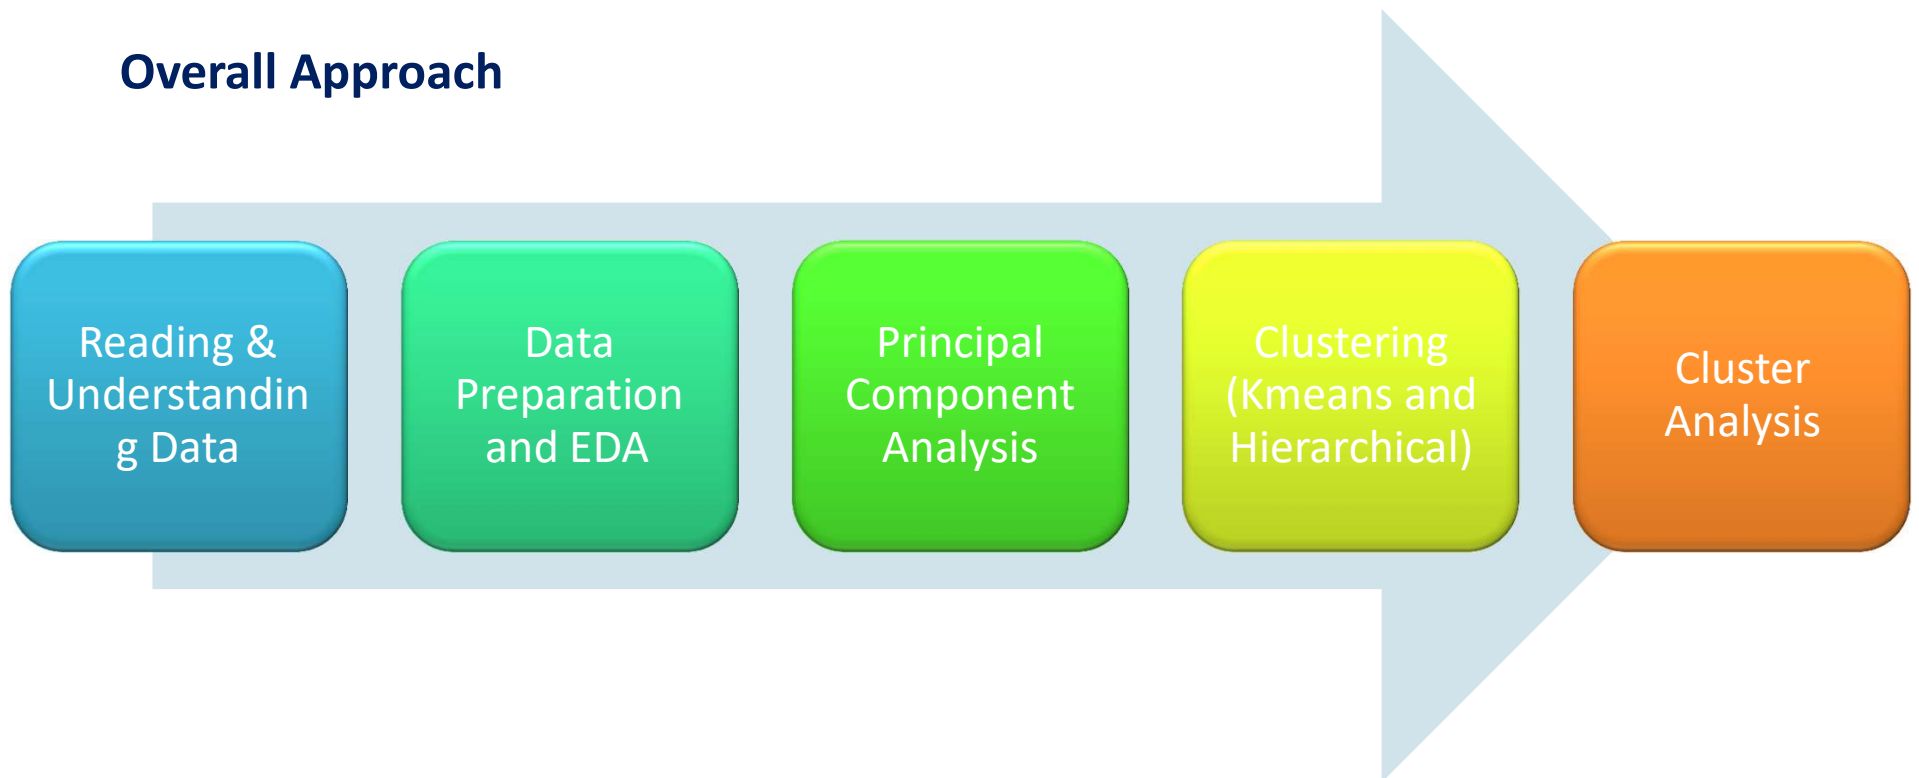 Overall Approach
Reading &
Understandin
g Data
Data
Preparation
and EDA
Principal
Component
Analysis
Clustering
(Kmeans and
Hierarchical)
Cluster
Analysis